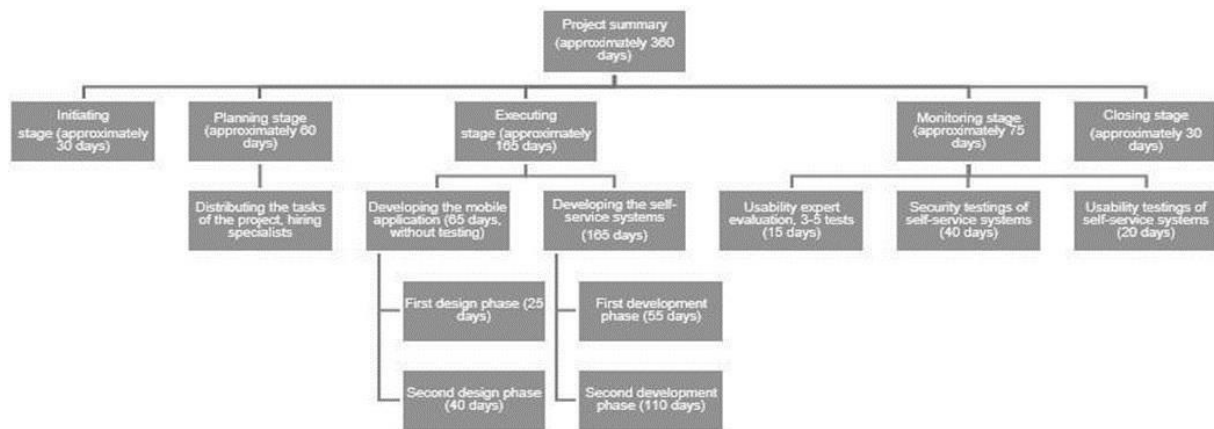 Project summary
(approximately 360
days)
Initiating
stage (approximately
30 days)
Planning stage
(approximately 60
days)
Executing
stage (approximately
165 days)
Monitoring stage
(approximately 75
days)
Closing stage
(approximately 30
days)
Distributing the tasks
of the project, hiring
specialists
Developing the mobile
application (65 days,
without testing)
Developing the self-
service systems
(165 days)
Usability expert
evaluation, 3-5 tests
(15 days)
Security testings of
self-service systems
(40 days)
Usability testings of
self-service systems
(20 days)
First design phase (25
days)
First development
phase (55 days)
Second design phase
(40 days)
Second development
phase (110 days)